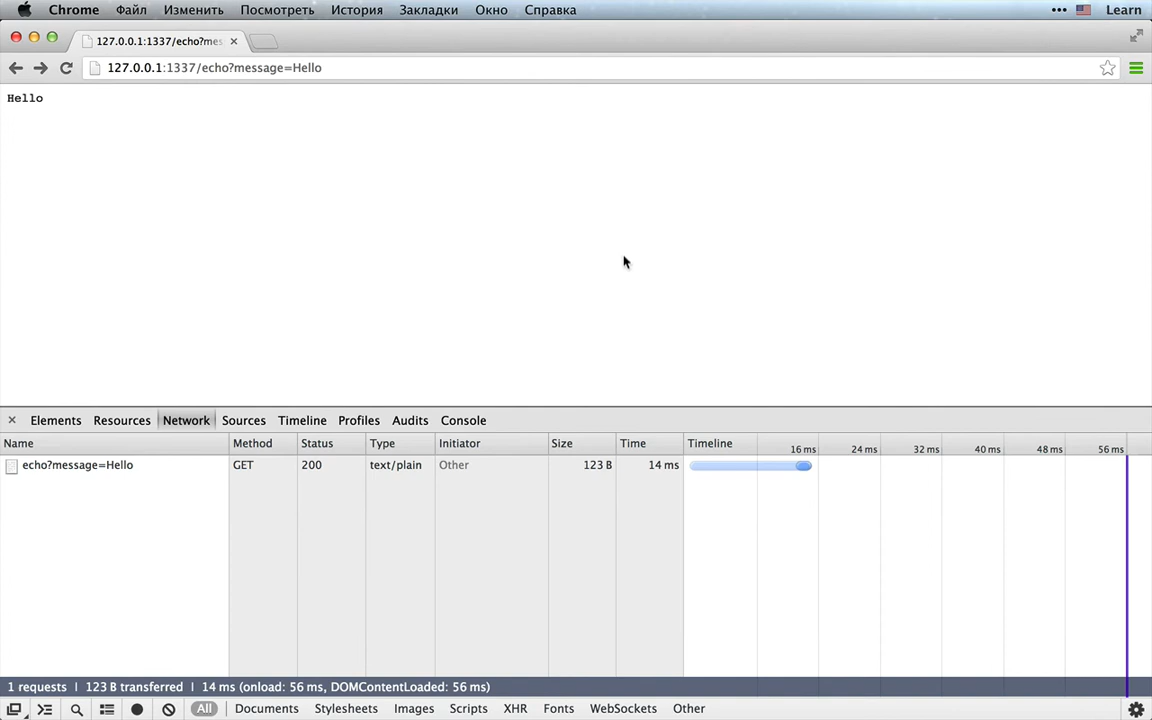 Chrome Файл Изменить Посмотреть История Закладки Окно Справка ••• Learn
127.0.0.1:1337/echo?mes
127.0.0.1:1337/echo?message=Hello
Hello
Elements Resources Network Sources Timeline Profiles Audits Console
Name Method Status Type Initiator Size Time Timeline 16 ms 24 ms 32 ms 40 ms 48 ms 56 ms
echo?message=Hello GET 200 text/plain Other 123 B 14 ms
1 requests | 123 B transferred | 14 ms (onload: 56 ms, DOMContentLoaded: 56 ms)
All Documents Stylesheets Images Scripts XHR Fonts WebSockets Other